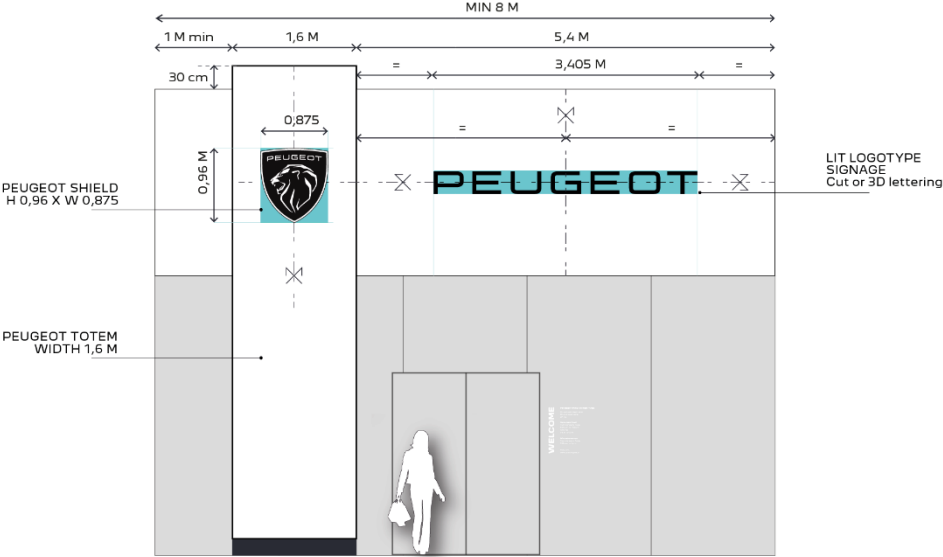 MIN 8 M
1 M min
1,6 M
5,4 M
=
3,405 M
=
30 cm
0,875
=
=
0,96 M
PEUGEOT
PEUGEOT
LIT LOGOTYPE
SIGNAGE
Cut or 3D lettering
PEUGEOT SHIELD
H 0,96 X W 0,875
PEUGEOT TOTEM
WIDTH 1,6 M
WELCOME